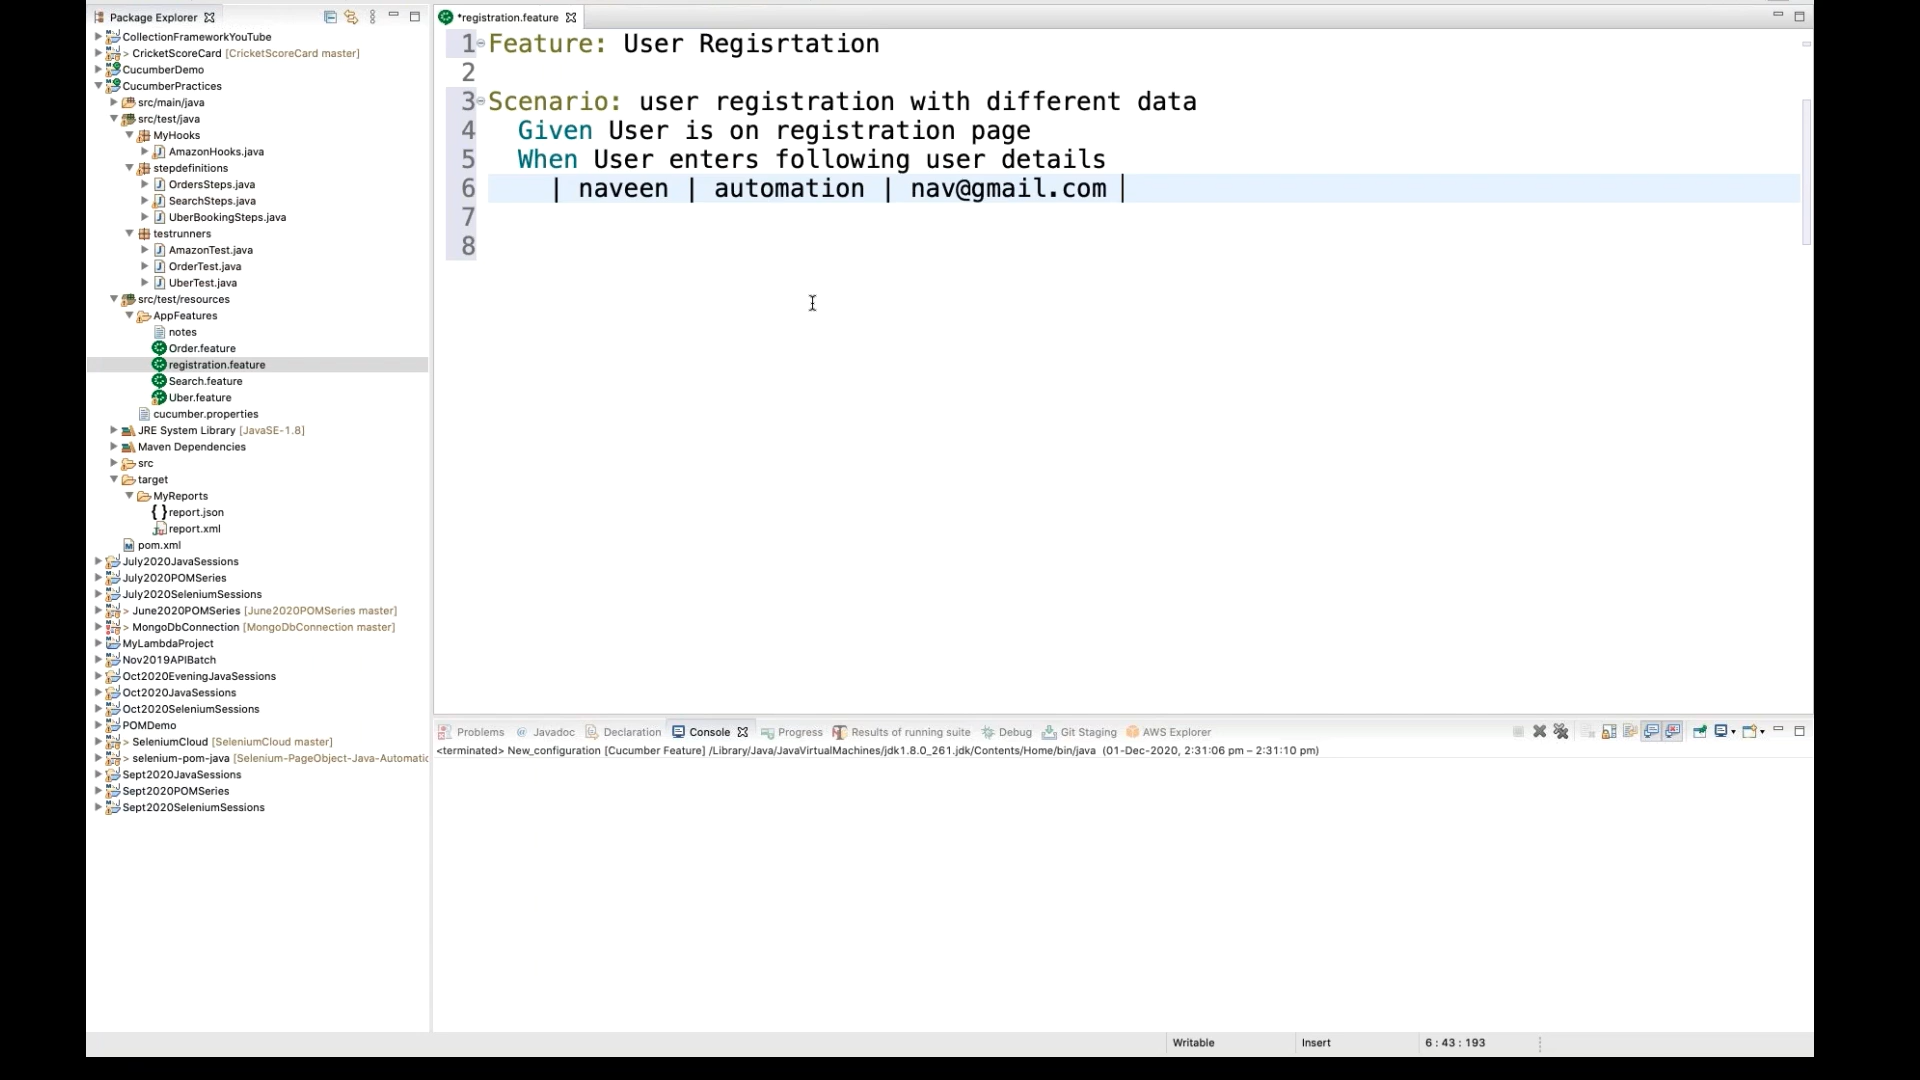 Package Explorer
CollectionFrameworkYouTube
> CricketScoreCard [CricketScoreCard master]
CucumberDemo
CucumberPractices
src/main/java
src/test/java
MyHooks
AmazonHooks.java
stepdefinitions
OrdersSteps.java
SearchSteps.java
UberBookingSteps.java
testrunners
AmazonTest.java
OrderTest.java
UberTest.java
src/test/resources
AppFeatures
notes
Order.feature
registration.feature
Search.feature
Uber.feature
cucumber.properties
JRE System Library [JavaSE-1.8]
Maven Dependencies
src
target
MyReports
report.json
report.xml
pom.xml
July2020JavaSessions
July2020POMSeries
July2020SeleniumSessions
> June2020POMSeries [June2020POMSeries master]
> MongoDbConnection [MongoDbConnection master]
MyLambdaProject
Nov2019APIBatch
Oct2020EveningJavaSessions
Oct2020JavaSessions
Oct2020SeleniumSessions
POMDemo
> SeleniumCloud [SeleniumCloud master]
> selenium-pom-java [Selenium-PageObject-Java-Automatic
Sept2020JavaSessions
Sept2020POMSeries
Sept2020SeleniumSessions
*registration.feature
1 Feature: User Regisrtation
2
3 Scenario: user registration with different data
4 Given User is on registration page
5 When User enters following user details
6 | naveen | automation | nav@gmail.com |
7
8
Problems @ Javadoc Declaration Console Progress Results of running suite Debug Git Staging AWS Explorer
<terminated> New_configuration [Cucumber Feature] /Library/Java/JavaVirtualMachines/jdk1.8.0_261.jdk/Contents/Home/bin/java (01-Dec-2020, 2:31:06 pm – 2:31:10 pm)
Writable Insert 6 : 43 : 193